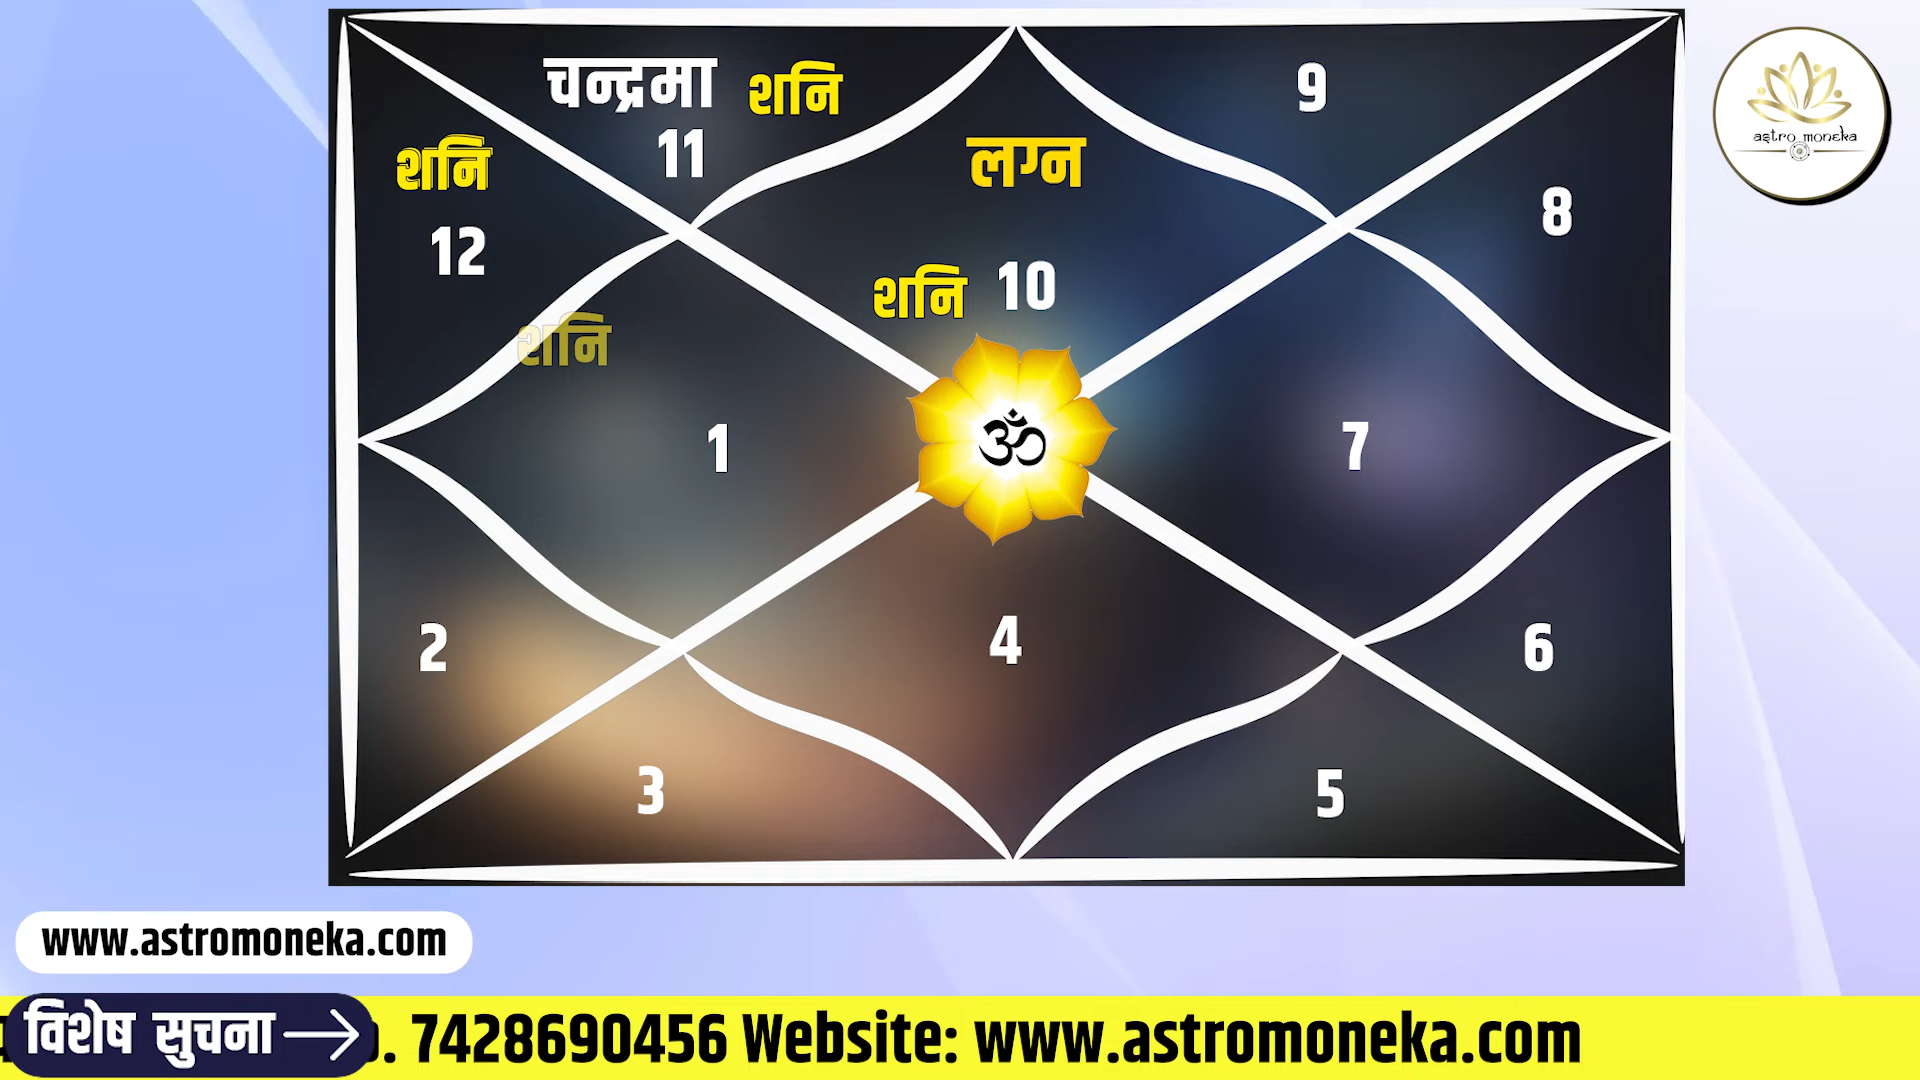 चन्द्रमा शनि
11
9
astro moneka
शनि
12
लग्न
8
शनि 10
शनि
1
ॐ
7
2
4
6
3
5
www.astromoneka.com
विशेष सुचना
. 7428690456 Website: www.astromoneka.com